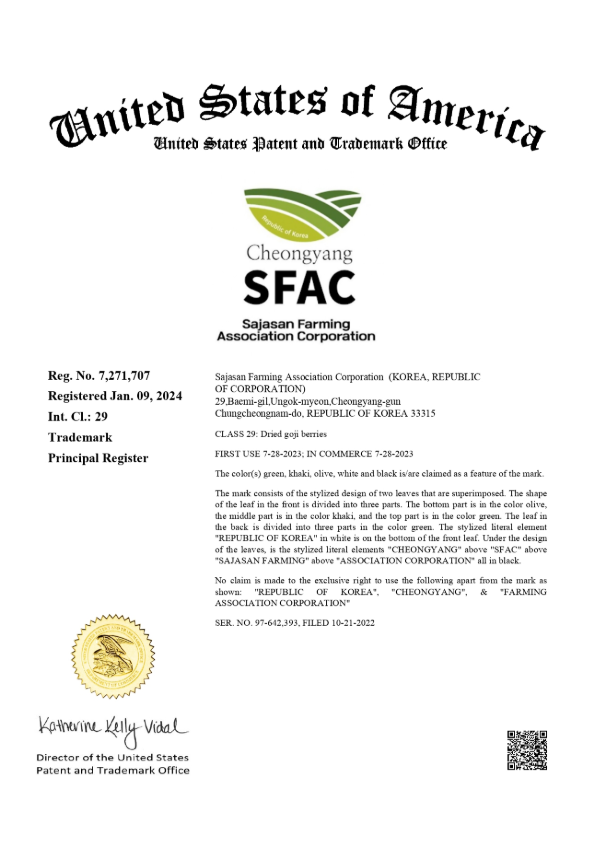 United States of America
United States Patent and Trademark Office
Republic of Korea
Cheongyang
SFAC
Sajasan Farming
Association Corporation
Reg. No. 7,271,707
Registered Jan. 09, 2024
Int. Cl.: 29
Trademark
Principal Register
Sajasan Farming Association Corporation (KOREA, REPUBLIC
OF CORPORATION)
29,Baemi-gil,Ungok-myeon,Cheongyang-gun
Chungcheongnam-do, REPUBLIC OF KOREA 33315
CLASS 29: Dried goji berries
FIRST USE 7-28-2023; IN COMMERCE 7-28-2023
The color(s) green, khaki, olive, white and black is/are claimed as a feature of the mark.
The mark consists of the stylized design of two leaves that are superimposed. The shape
of the leaf in the front is divided into three parts. The bottom part is in the color olive,
the middle part is in the color khaki, and the top part is in the color green. The leaf in
the back is divided into three parts in the color green. The stylized literal element
"REPUBLIC OF KOREA" in white is on the bottom of the front leaf. Under the design
of the leaves, is the stylized literal elements "CHEONGYANG" above "SFAC" above
"SAJASAN FARMING" above "ASSOCIATION CORPORATION" all in black.
No claim is made to the exclusive right to use the following apart from the mark as
shown: "REPUBLIC OF KOREA", "CHEONGYANG", & "FARMING
ASSOCIATION CORPORATION"
SER. NO. 97-642,393, FILED 10-21-2022
Katherine Kelly Vidal
Director of the United States
Patent and Trademark Office